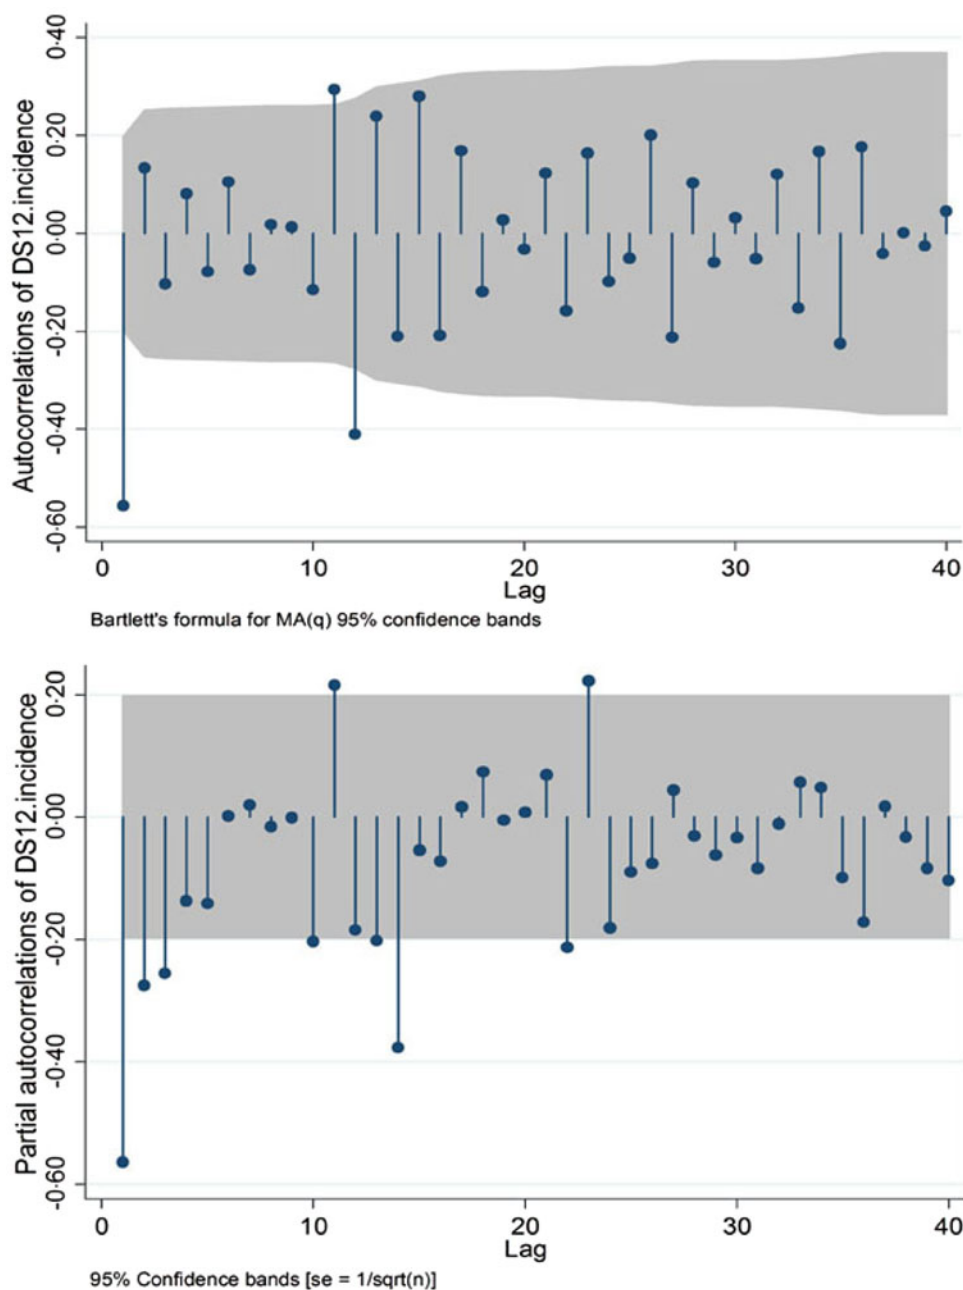 Autocorrelations of DS12.incidence
0·40
0·20
0·00
-0·20
-0·40
-0·60
0 10 20 30 40
Lag
Bartlett's formula for MA(q) 95% confidence bands
Partial autocorrelations of DS12.incidence
0·20
0·00
-0·20
-0·40
-0·60
0 10 20 30 40
Lag
95% Confidence bands [se = 1/sqrt(n)]